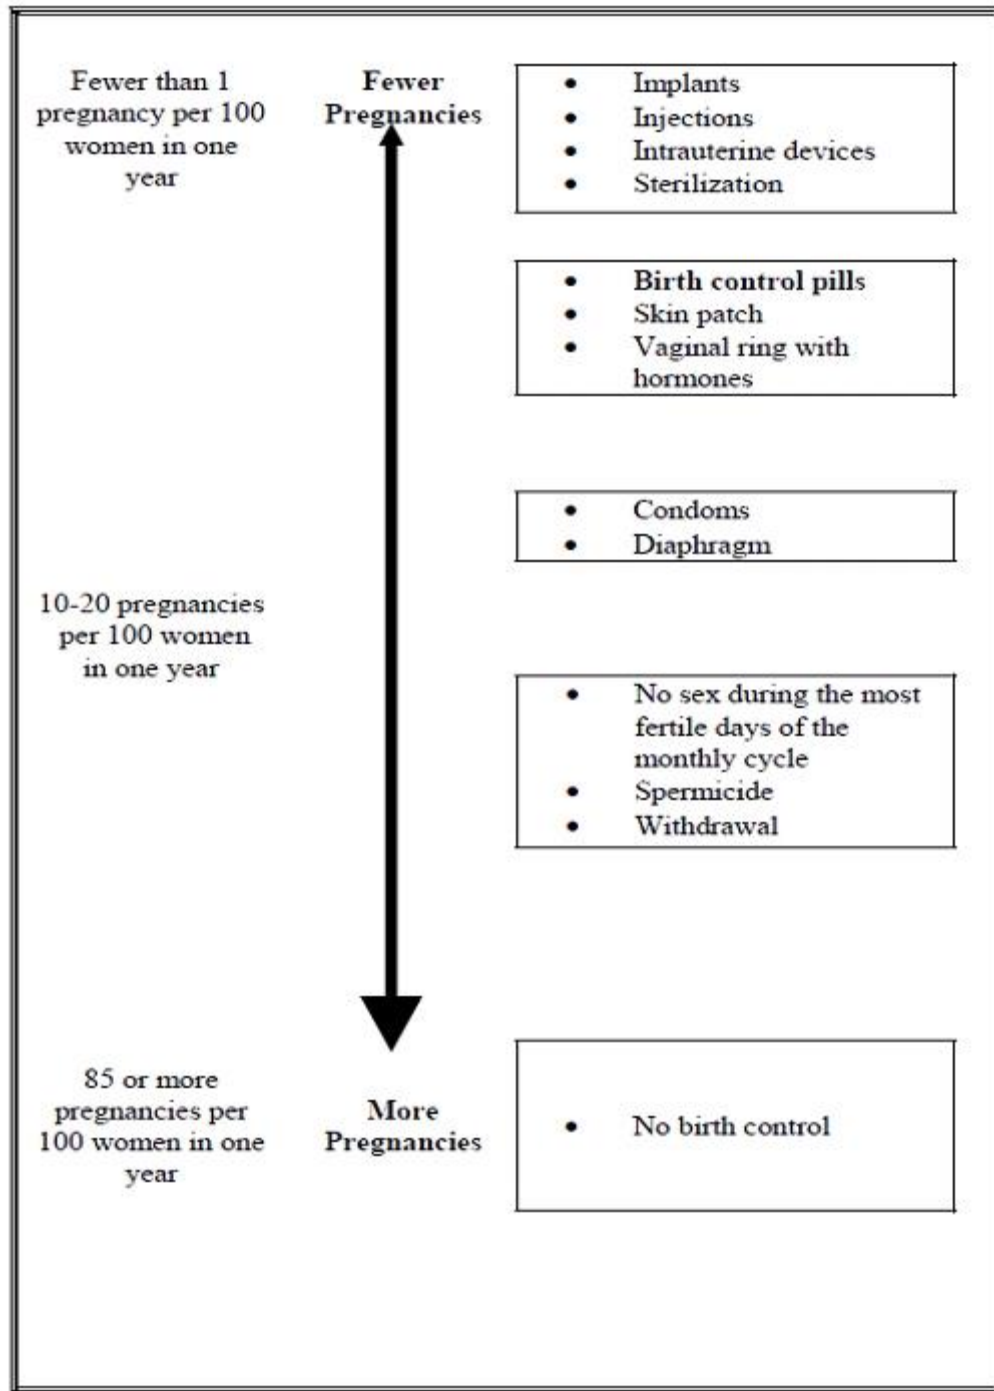 Fewer than 1
pregnancy per 100
women in one
year
Fewer
Pregnancies
• Implants
• Injections
• Intrauterine devices
• Sterilization
• Birth control pills
• Skin patch
• Vaginal ring with
hormones
• Condoms
• Diaphragm
10-20 pregnancies
per 100 women
in one year
• No sex during the most
fertile days of the
monthly cycle
• Spermicide
• Withdrawal
85 or more
pregnancies per
100 women in one
year
More
Pregnancies
• No birth control